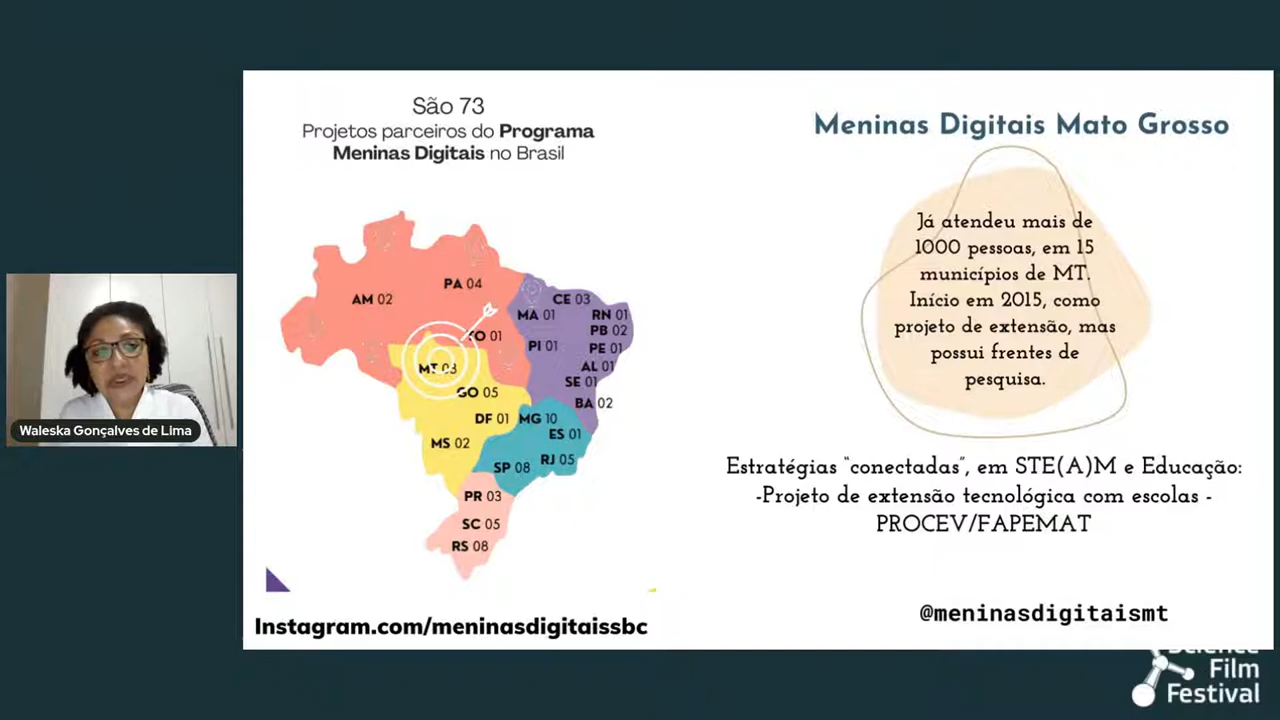 São 73
Projetos parceiros do Programa
Meninas Digitais no Brasil
AM 02
PA 04
TO 01
MA 01
CE 03
RN 01
PB 02
PI 01
PE 01
AL 01
SE 01
BA 02
MT 03
GO 05
DF 01
MG 10
ES 01
MS 02
SP 08
RJ 05
PR 03
SC 05
RS 08
Instagram.com/meninasdigitaissbc
Meninas Digitais Mato Grosso
Já atendeu mais de
1000 pessoas, em 15
municípios de MT.
Início em 2015, como
projeto de extensão, mas
possui frentes de
pesquisa.
Estratégias "conectadas", em STE(A)M e Educação:
-Projeto de extensão tecnológica com escolas -
PROCEV/FAPEMAT
@meninasdigitaismt
Waleska Gonçalves de Lima
Science
Film
Festival